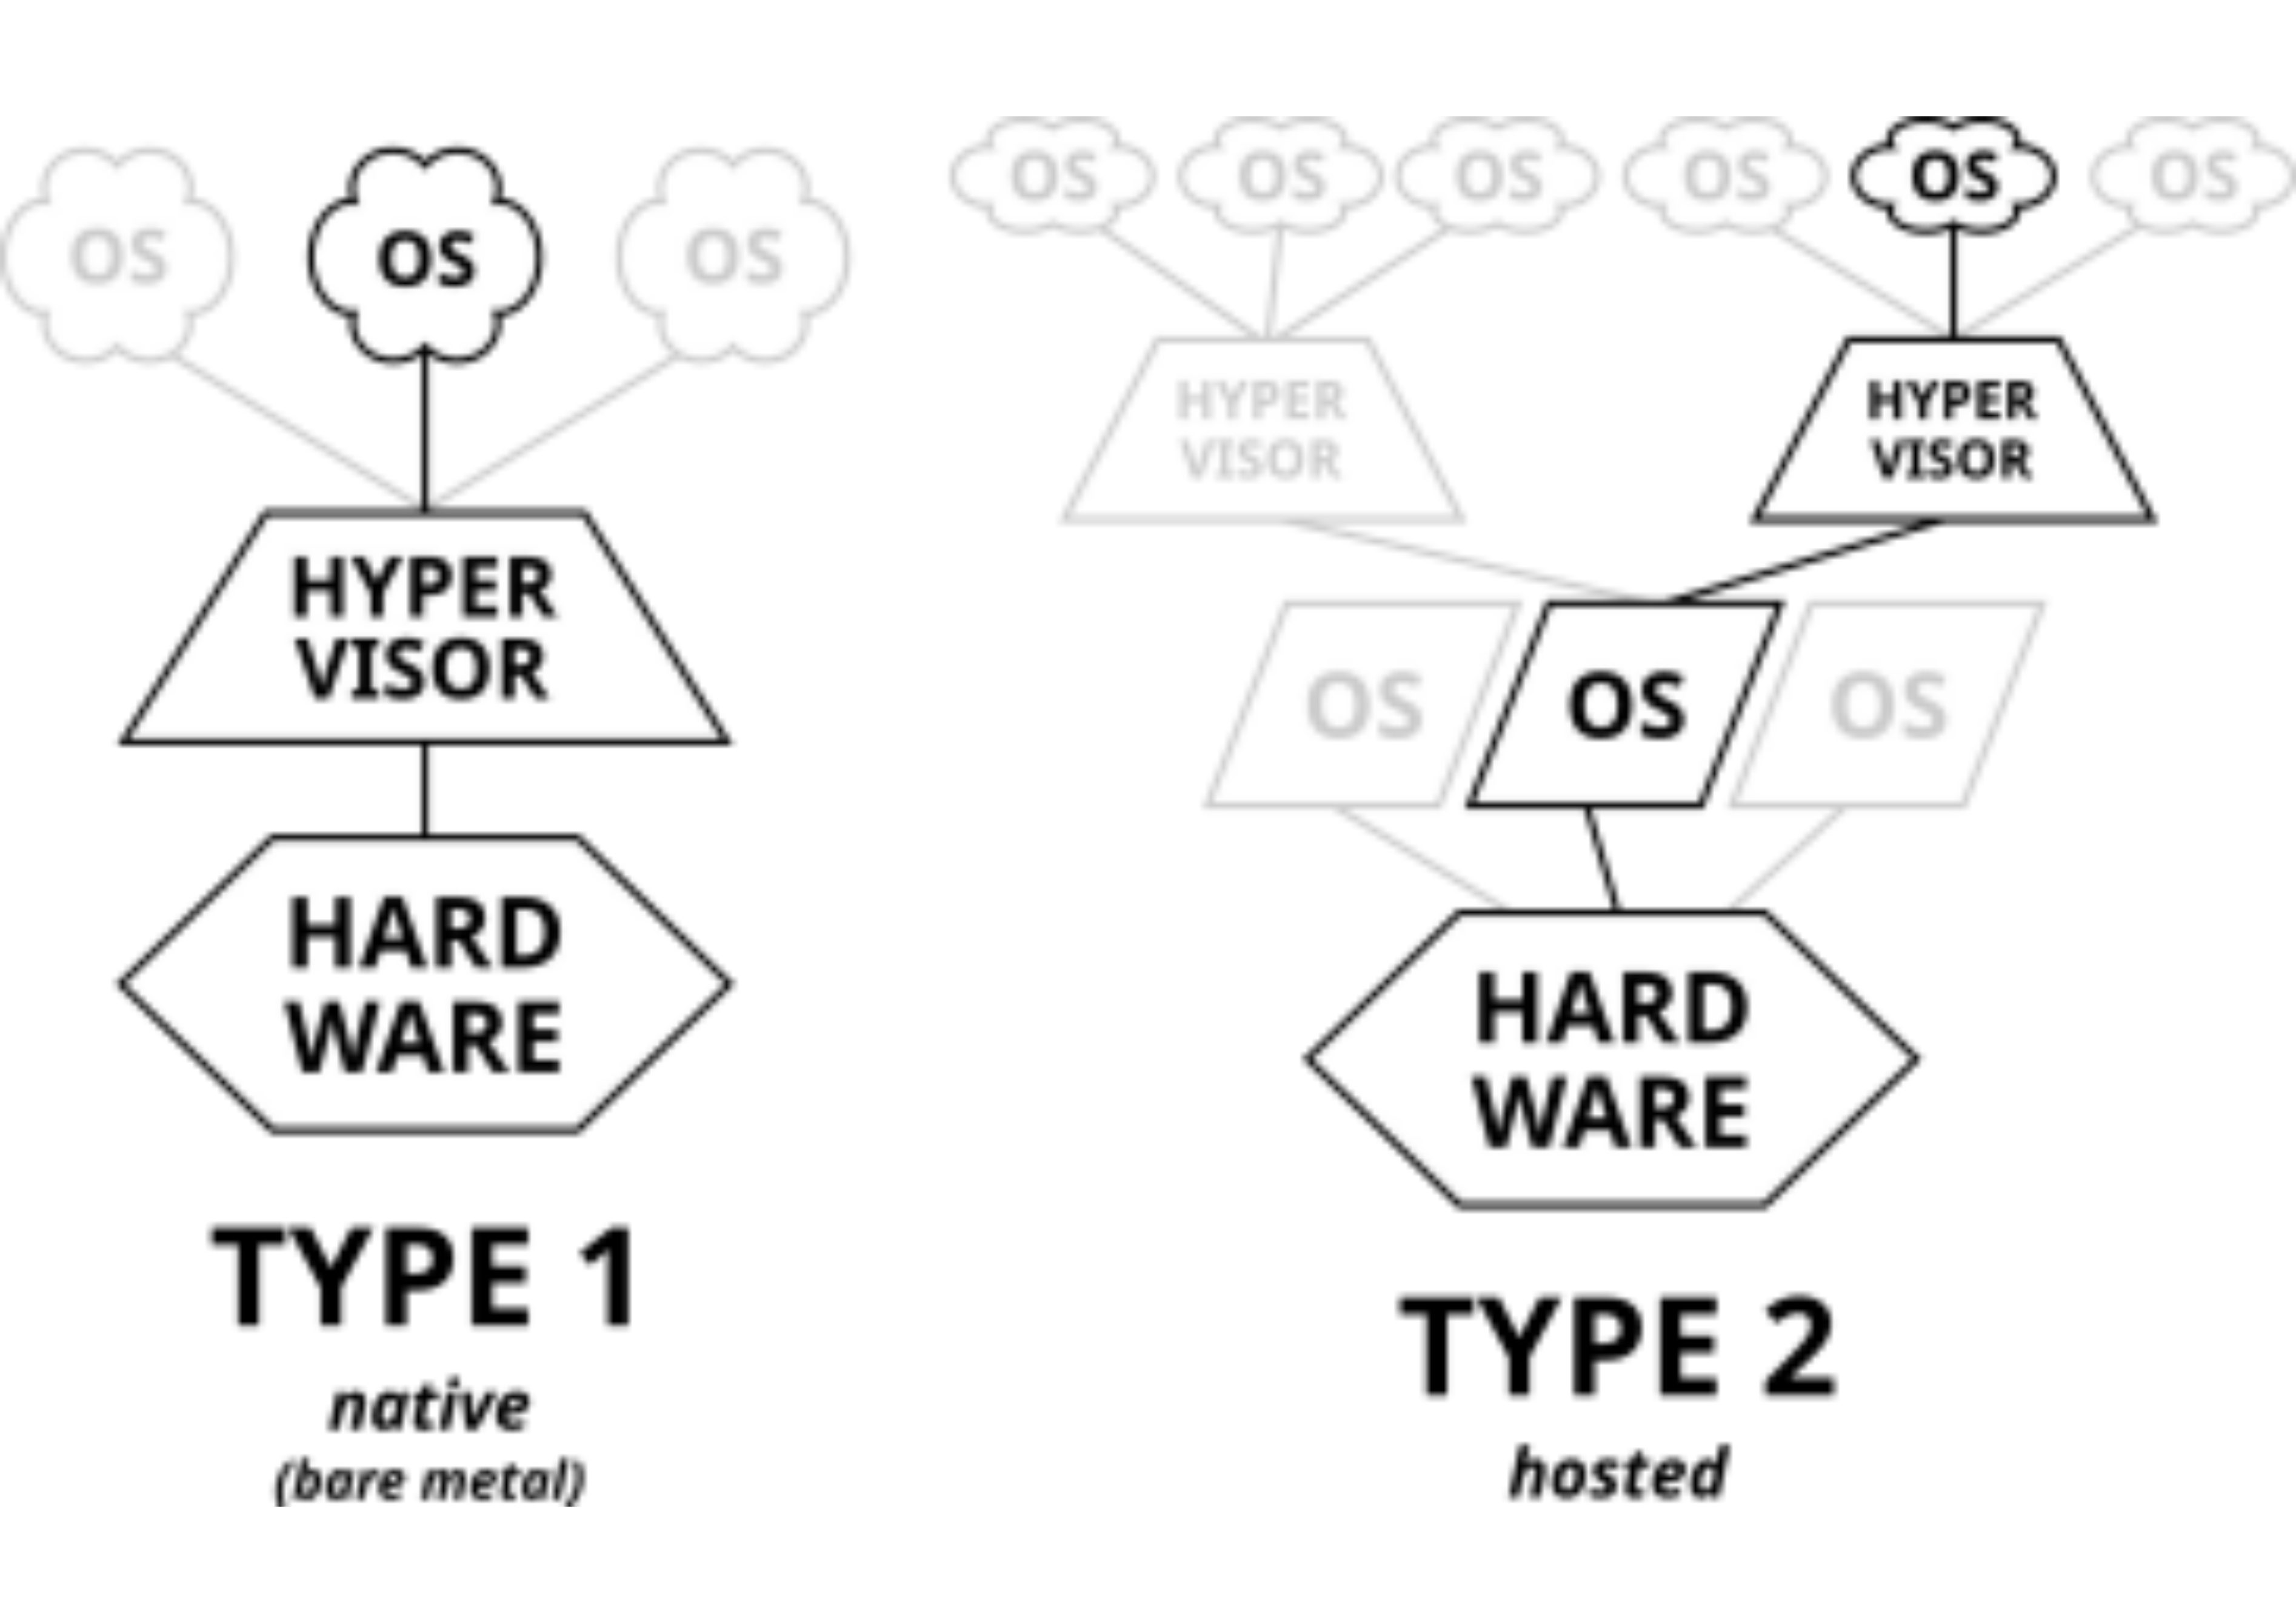 OS
OS
OS
HYPER
VISOR
HARD
WARE
TYPE 1
native
(bare metal)
OS
OS
OS
OS
OS
OS
HYPER
VISOR
HYPER
VISOR
OS
OS
OS
HARD
WARE
TYPE 2
hosted